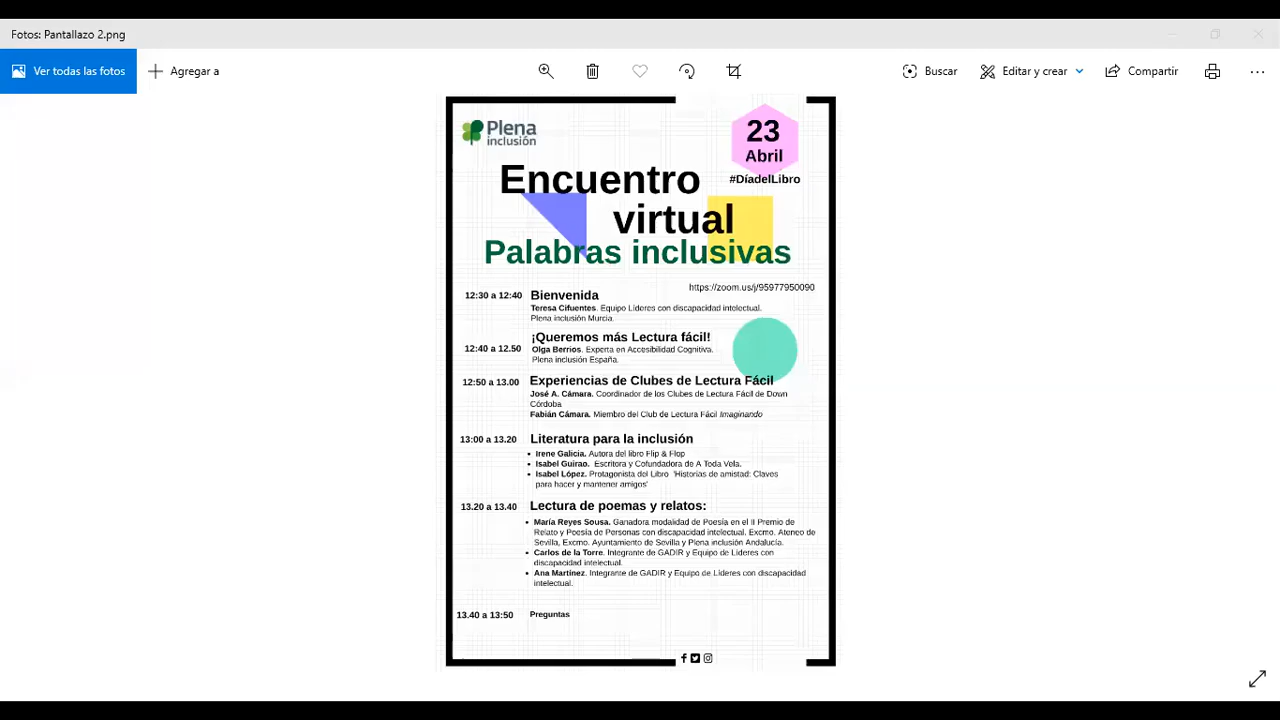 Fotos: Pantallazo 2.png
Ver todas las fotos
Agregar a
Buscar
Editar y crear
Compartir
Plena
inclusión
23
Abril
#DíadelLibro
Encuentro
virtual
Palabras inclusivas
https://zoom.us/j/95977950090
12:30 a 12:40 Bienvenida
Teresa Cifuentes. Equipo Líderes con discapacidad intelectual.
Plena inclusión Murcia.
¡Queremos más Lectura fácil!
12:40 a 12.50 Olga Berrios. Experta en Accesibilidad Cognitiva.
Plena inclusión España.
12:50 a 13.00 Experiencias de Clubes de Lectura Fácil
José A. Cámara. Coordinador de los Clubes de Lectura Fácil de Down
Córdoba
Fabián Cámara. Miembro del Club de Lectura Fácil Imaginando
13:00 a 13.20 Literatura para la inclusión
• Irene Galicia. Autora del libro Flip & Flop
• Isabel Guirao. Escritora y Cofundadora de A Toda Vela.
• Isabel López. Protagonista del Libro 'Historias de amistad: Claves
para hacer y mantener amigos'
13.20 a 13.40 Lectura de poemas y relatos:
• María Reyes Sousa. Ganadora modalidad de Poesía en el II Premio de
Relato y Poesía de Personas con discapacidad intelectual. Excmo. Ateneo de
Sevilla, Excmo. Ayuntamiento de Sevilla y Plena inclusión Andalucía.
• Carlos de la Torre. Integrante de GADIR y Equipo de Líderes con
discapacidad intelectual.
• Ana Martínez. Integrante de GADIR y Equipo de Líderes con discapacidad
intelectual.
13.40 a 13:50 Preguntas